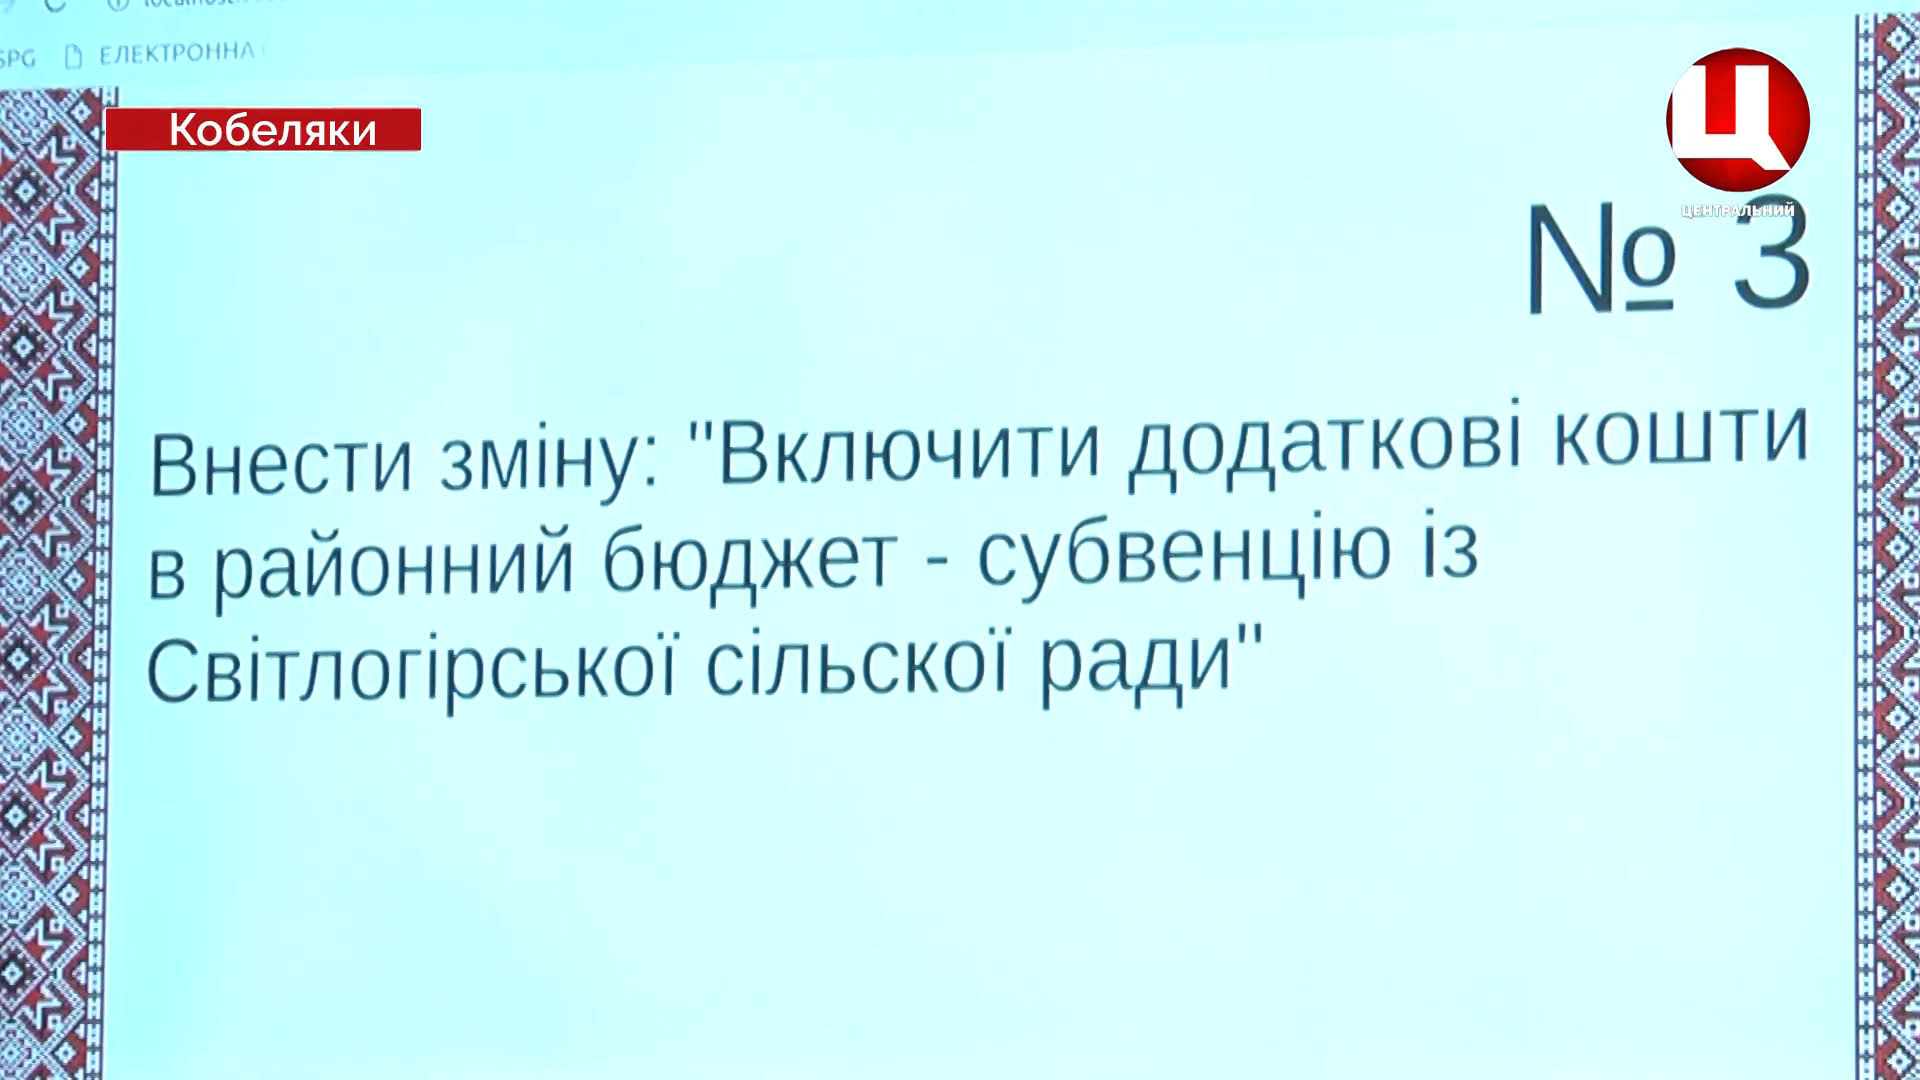 ЕЛЕКТРОННА
Кобеляки
Ц
ЦЕНТРАЛЬНИЙ
№ 3
Внести зміну: "Включити додаткові кошти
в районний бюджет - субвенцію із
Світлогірської сільскої ради"